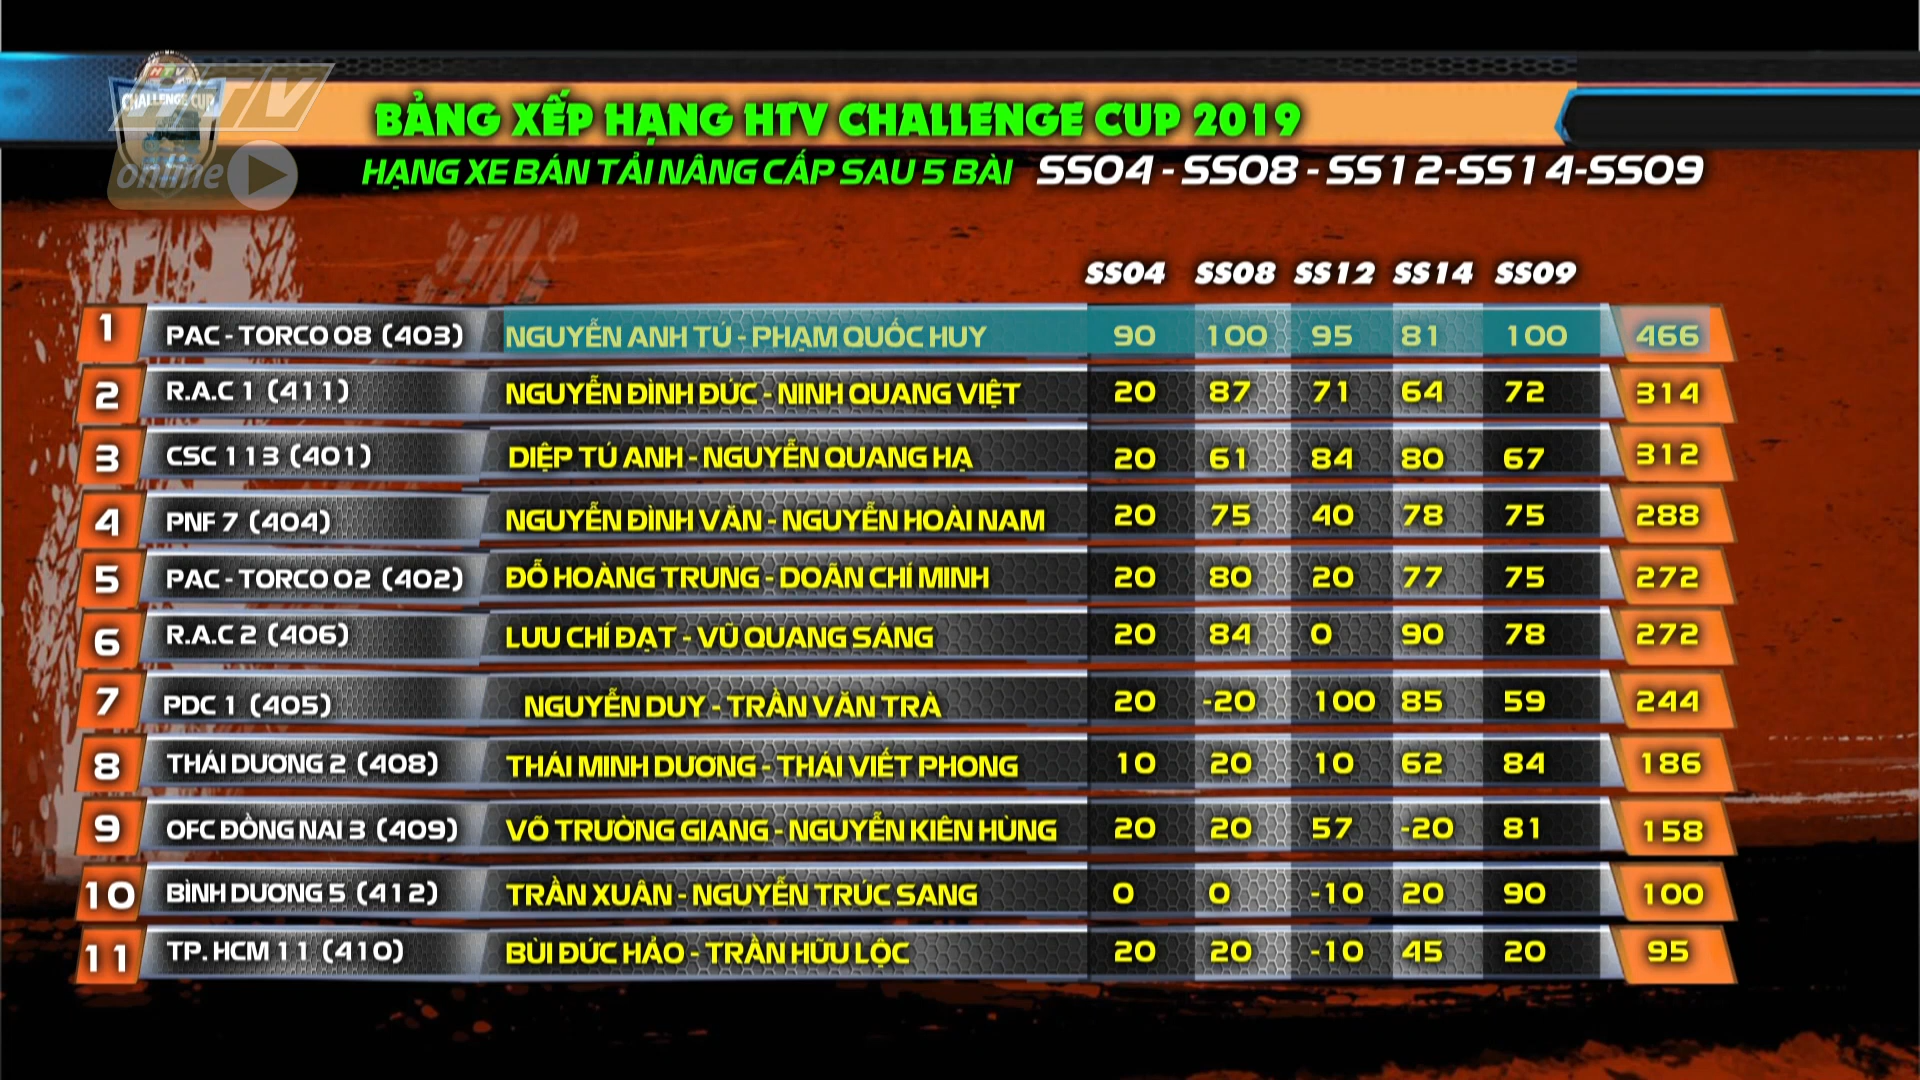 HTV
CHALLENGE CUP
HTV
online
BẢNG XẾP HẠNG HTV CHALLENGE CUP 2019
HẠNG XE BÁN TẢI NÂNG CẤP SAU 5 BÀI SS04 - SS08 - SS12-SS14-SS09
SS04 SS08 SS12 SS14 SS09
1 PAC - TORCO 08 (403) NGUYỄN ANH TÚ - PHẠM QUỐC HUY 90 100 95 81 100 466
2 R.A.C 1 (411) NGUYỄN ĐÌNH ĐỨC - NINH QUANG VIỆT 20 87 71 64 72 314
3 CSC 113 (401) DIỆP TÚ ANH - NGUYỄN QUANG HẠ 20 61 84 80 67 312
4 PNF 7 (404) NGUYỄN ĐÌNH VĂN - NGUYỄN HOÀI NAM 20 75 40 78 75 288
5 PAC - TORCO 02 (402) ĐỖ HOÀNG TRUNG - DOÃN CHÍ MINH 20 80 20 77 75 272
6 R.A.C 2 (406) LƯU CHÍ ĐẠT - VŨ QUANG SÁNG 20 84 0 90 78 272
7 PDC 1 (405) NGUYỄN DUY - TRẦN VĂN TRÀ 20 -20 100 85 59 244
8 THÁI DƯƠNG 2 (408) THÁI MINH DƯƠNG - THÁI VIẾT PHONG 10 20 10 62 84 186
9 OFC ĐỒNG NAI 3 (409) VÕ TRƯỜNG GIANG - NGUYỄN KIÊN HÙNG 20 20 57 -20 81 158
10 BÌNH DƯƠNG 5 (412) TRẦN XUÂN - NGUYỄN TRÚC SANG 0 0 -10 20 90 100
11 TP. HCM 11 (410) BÙI ĐỨC HẢO - TRẦN HỮU LỘC 20 20 -10 45 20 95